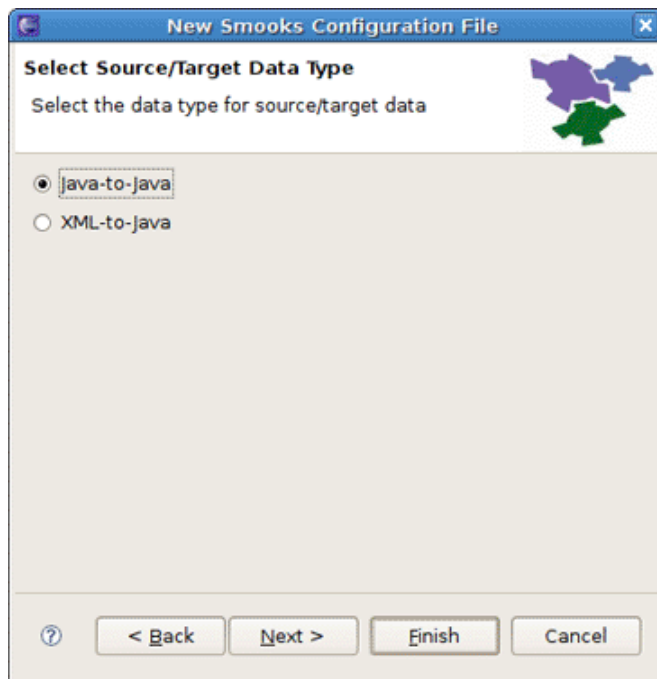 New Smooks Configuration File
Select Source/Target Data Type
Select the data type for source/target data
Java-to-Java
XML-to-Java
?
< Back
Next >
Finish
Cancel